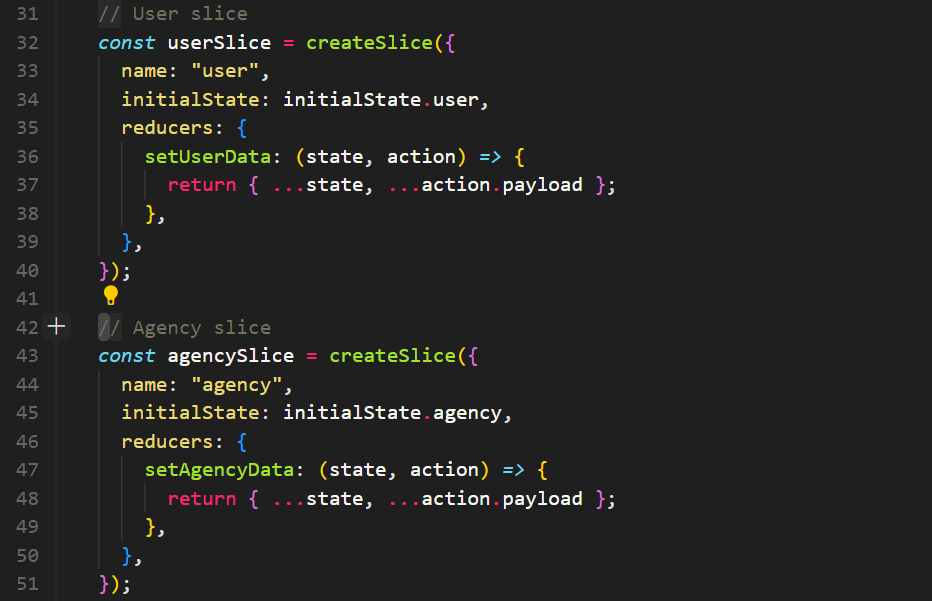 31 // User slice
32 const userSlice = createSlice({
33   name: "user",
34   initialState: initialState.user,
35   reducers: {
36     setUserData: (state, action) => {
37       return { ...state, ...action.payload };
38     },
39   },
40 });
41
42 // Agency slice
43 const agencySlice = createSlice({
44   name: "agency",
45   initialState: initialState.agency,
46   reducers: {
47     setAgencyData: (state, action) => {
48       return { ...state, ...action.payload };
49     },
50   },
51 });